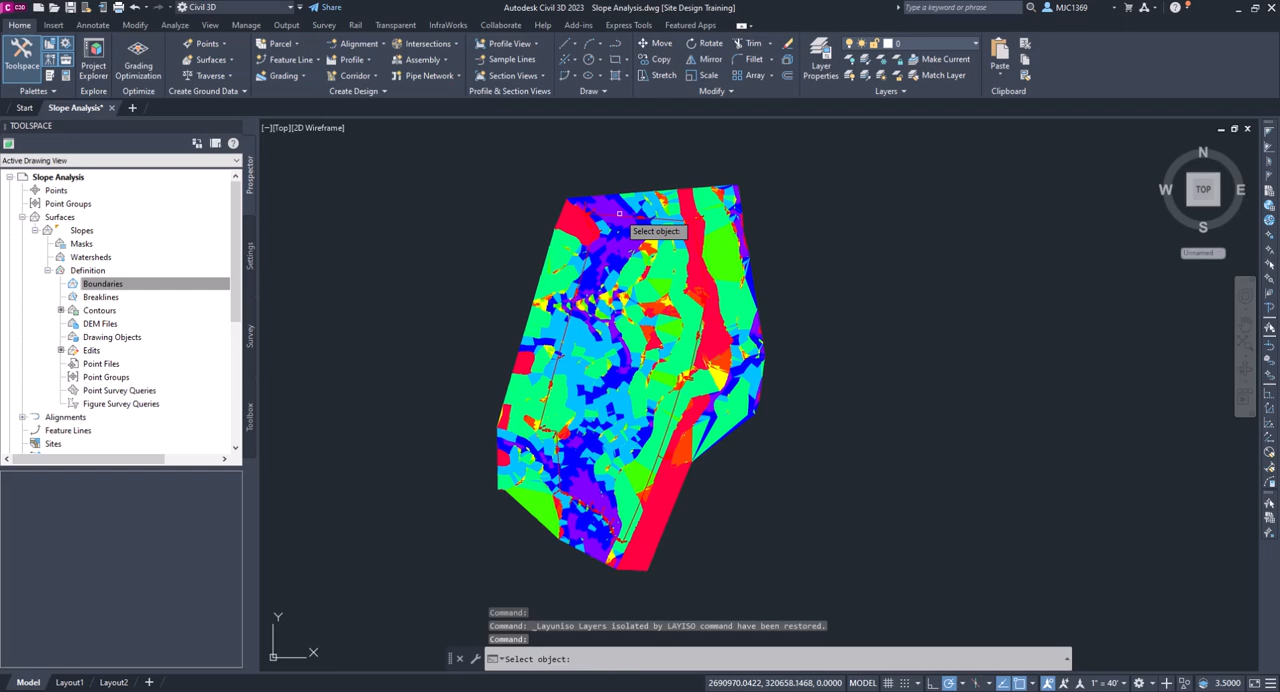 C3D
Civil 3D
Share
Autodesk Civil 3D 2023 Slope Analysis.dwg [Site Design Training]
Type a keyword or phrase
MJC1369
Home Insert Annotate Modify Analyze View Manage Output Survey Rail Transparent InfraWorks Collaborate Help Add-ins Express Tools Featured Apps
Toolspace
Palettes
Project Explorer
Explore
Grading Optimization
Optimize
Points
Surfaces
Traverse
Create Ground Data
Parcel
Feature Line
Grading
Alignment
Profile
Corridor
Intersections
Assembly
Pipe Network
Create Design
Profile View
Sample Lines
Section Views
Profile & Section Views
Draw
Move
Copy
Stretch
Rotate
Mirror
Scale
Trim
Fillet
Array
Modify
Layer Properties
0
Make Current
Match Layer
Layers
Paste
Clipboard
Start
Slope Analysis*
TOOLSPACE
Active Drawing View
Slope Analysis
Points
Point Groups
Surfaces
Slopes
Masks
Watersheds
Definition
Boundaries
Breaklines
Contours
DEM Files
Drawing Objects
Edits
Point Files
Point Groups
Point Survey Queries
Figure Survey Queries
Alignments
Feature Lines
Sites
Prospector
Settings
Survey
Toolbox
[−][Top][2D Wireframe]
Select object:
N
W
TOP
E
S
Unnamed
Y
X
Command:
Command: _Layuniso Layers isolated by LAYISO command have been restored.
Command:
Select object:
Model Layout1 Layout2
2690970.0422, 320658.1468, 0.0000 MODEL
1" = 40'
3.5000